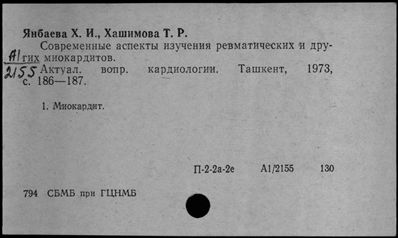 Янбаева Х. И., Хашимова Т. Р.
Современные аспекты изучения ревматических и дру-
А1 гих миокардитов.
2155 Актуал. вопр. кардиологии. Ташкент, 1973,
с. 186—187.
1. Миокардит.
П-2-2а-2е А1/2155 130
794 СБМБ при ГЦНМБ